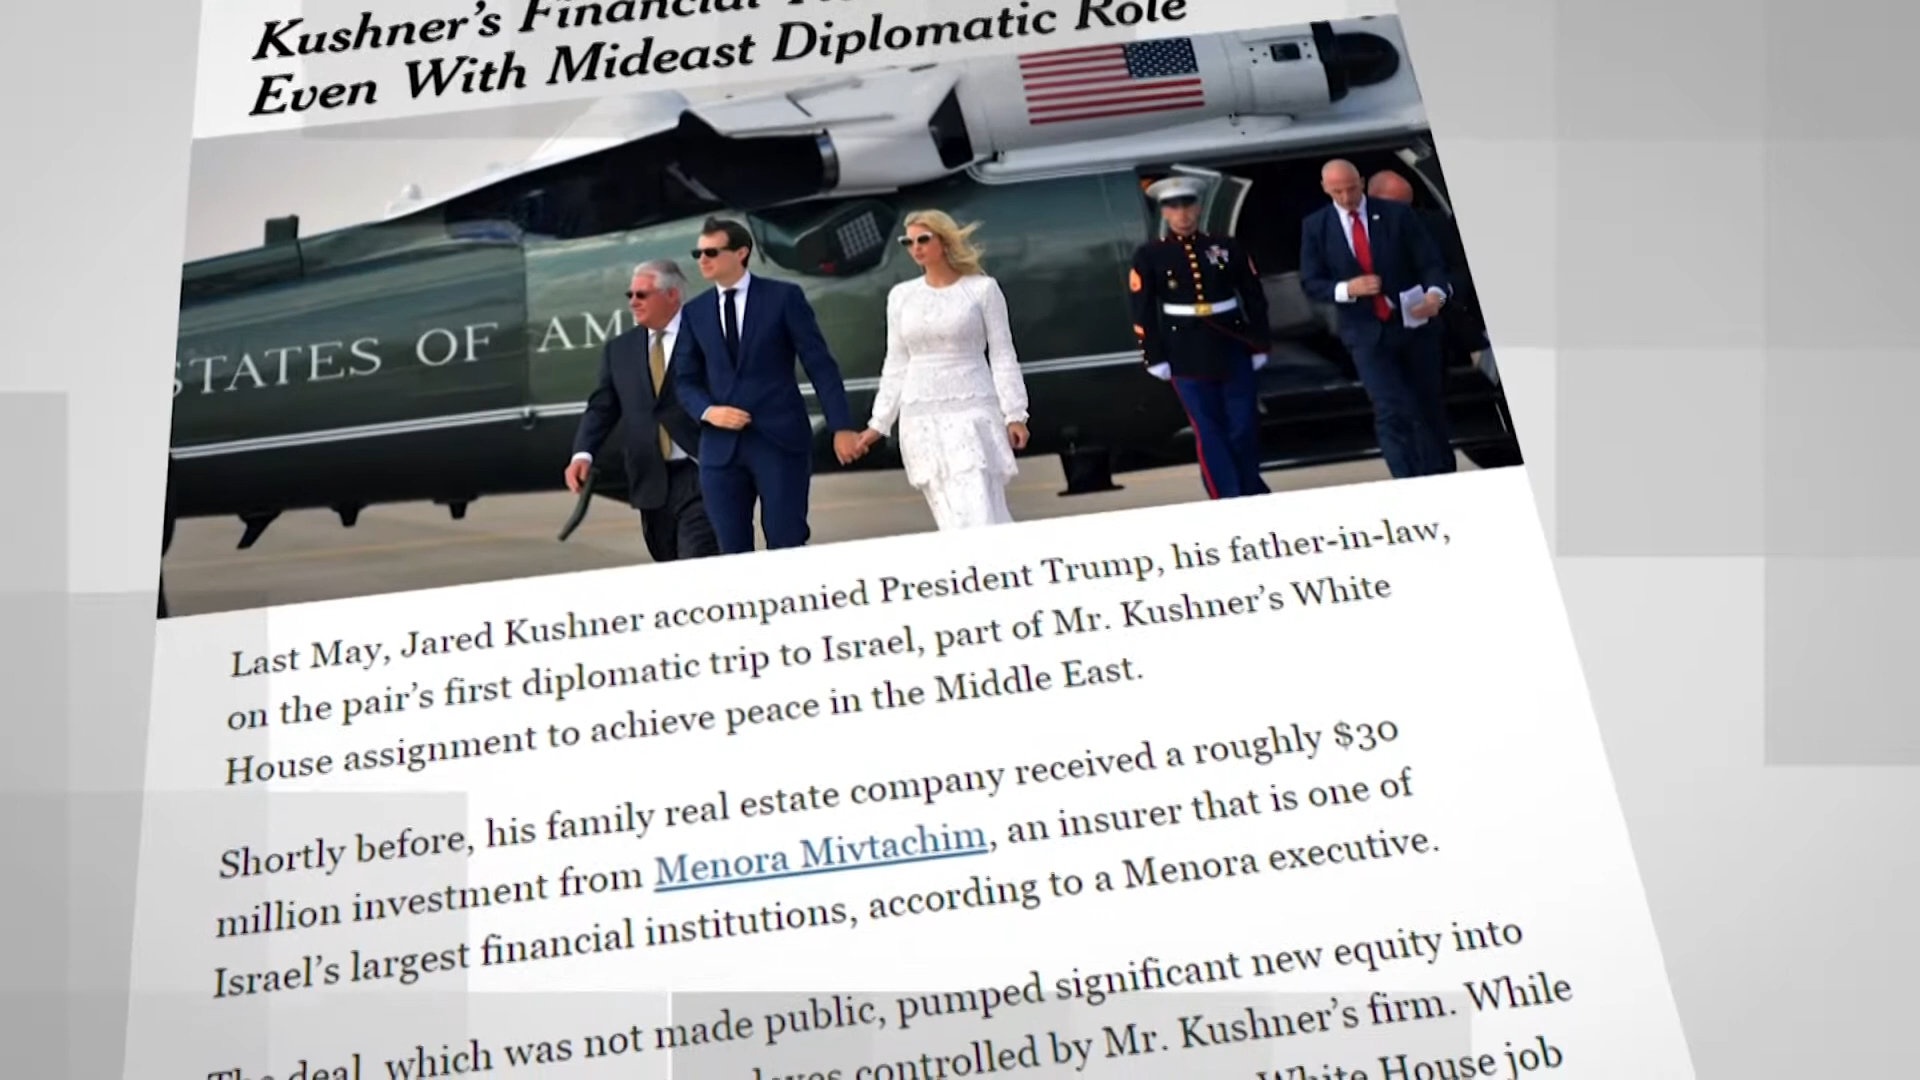 Kushner's Financial
Even With Mideast Diplomatic Role
STATES OF AM
Last May, Jared Kushner accompanied President Trump, his father-in-law,
on the pair's first diplomatic trip to Israel, part of Mr. Kushner's White
House assignment to achieve peace in the Middle East.
Shortly before, his family real estate company received a roughly $30
million investment from Menora Mivtachim, an insurer that is one of
Israel's largest financial institutions, according to a Menora executive.
The deal, which was not made public, pumped significant new equity into
controlled by Mr. Kushner's firm. While
White House job